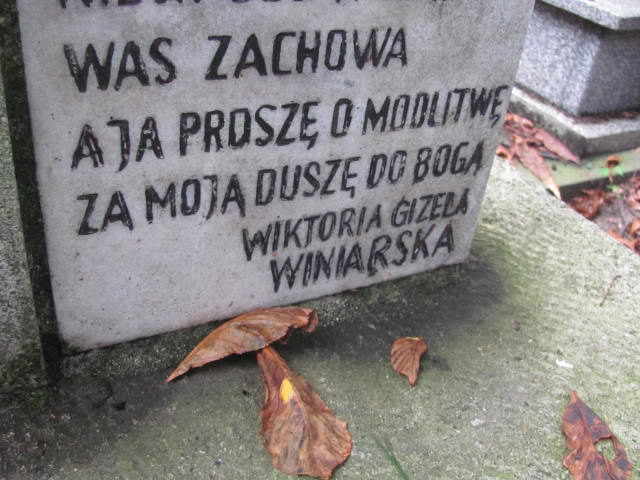 WAS ZACHOWA
A JA PROSZĘ O MODLITWĘ
ZA MOJĄ DUSZĘ DO BOGA
WIKTORIA GIZELA
WINIARSKA